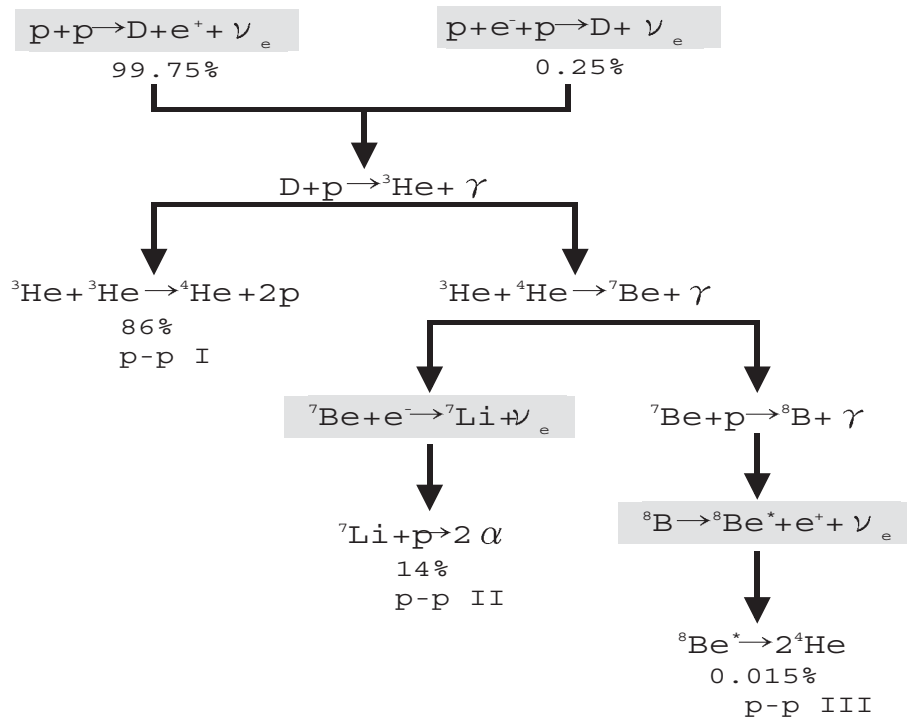 p+p→D+e⁺+ νₑ
99.75%
p+e⁻+p→D+ νₑ
0.25%
D+p→³He+ γ
³He+³He→⁴He+2p
86%
p-p I
³He+⁴He→⁷Be+ γ
⁷Be+e⁻→⁷Li+νₑ
⁷Li+p→2 α
14%
p-p II
⁷Be+p→⁸B+ γ
⁸B→⁸Be*+e⁺+ νₑ
⁸Be*→2⁴He
0.015%
p-p III